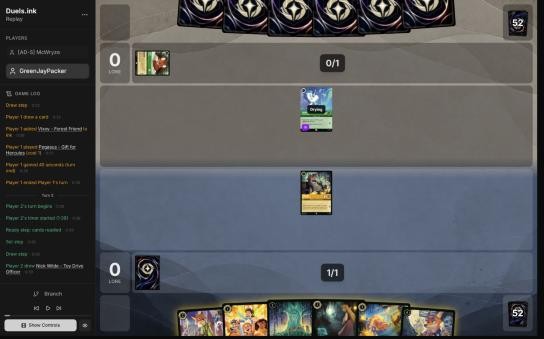 Duels.ink
Replay
PLAYERS
[AD-S] McWryze
GreenJayPacker
GAME LOG
Draw step
Player 1 drew a card
Player 1 added Vixey - Forest Friend to ink
Player 1 played Pegasus - Gift for Hercules (cost 1)
Player 1 gained 40 seconds (turn end)
Player 1 ended Player 1's turn
Player 2's turn begins
Player 2's timer started
Ready step: cards readied
Set step
Draw step
Player 2 drew Nick Wilde - Toy Drive Officer
Branch
Show Controls
52
0
LORE
0/1
Drying
0
LORE
1/1
52